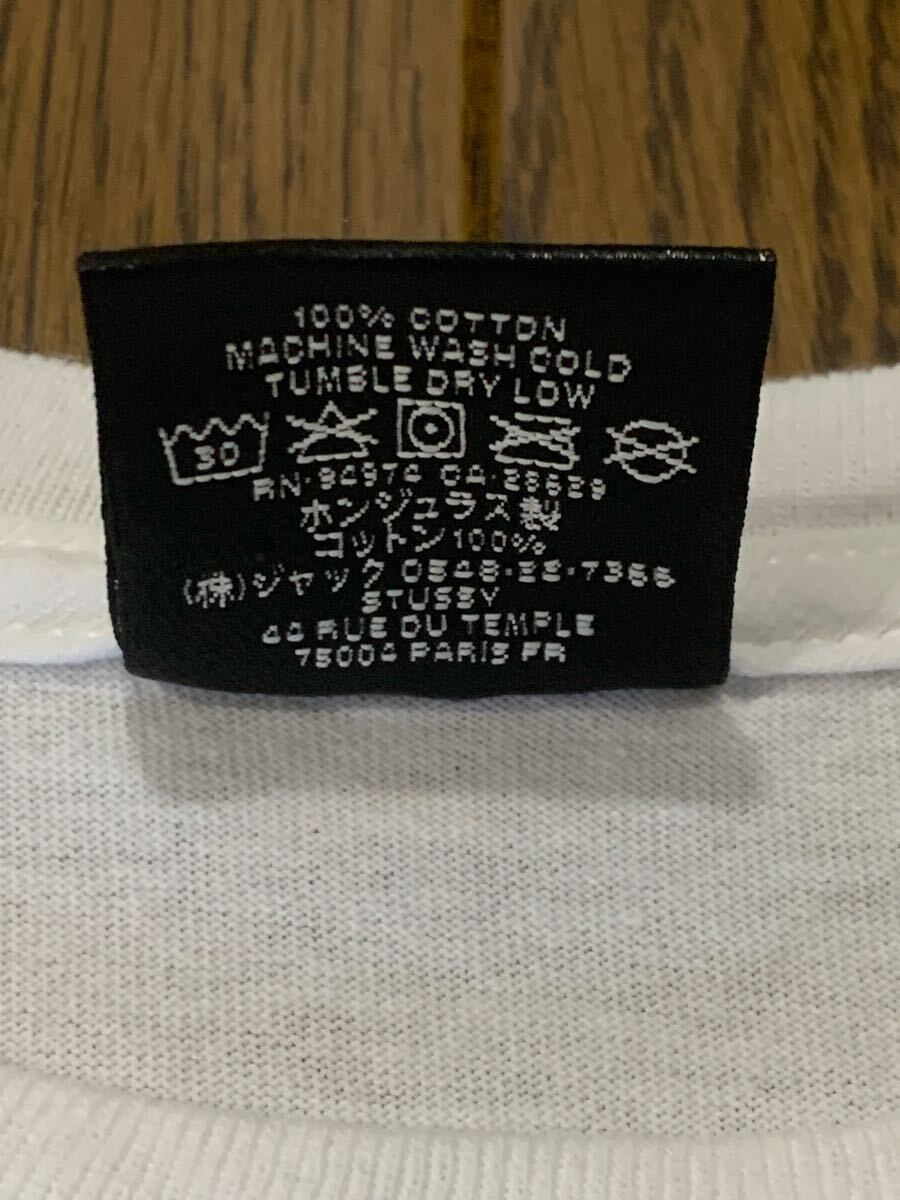 100% COTTON
MACHINE WASH COLD
TUMBLE DRY LOW
30
RN-94974 CA-23629
ホンジュラス製
コットン100%
(株)ジャック 0548-22-7366
STUSSY
44 RUE DU TEMPLE
75004 PARIS FR